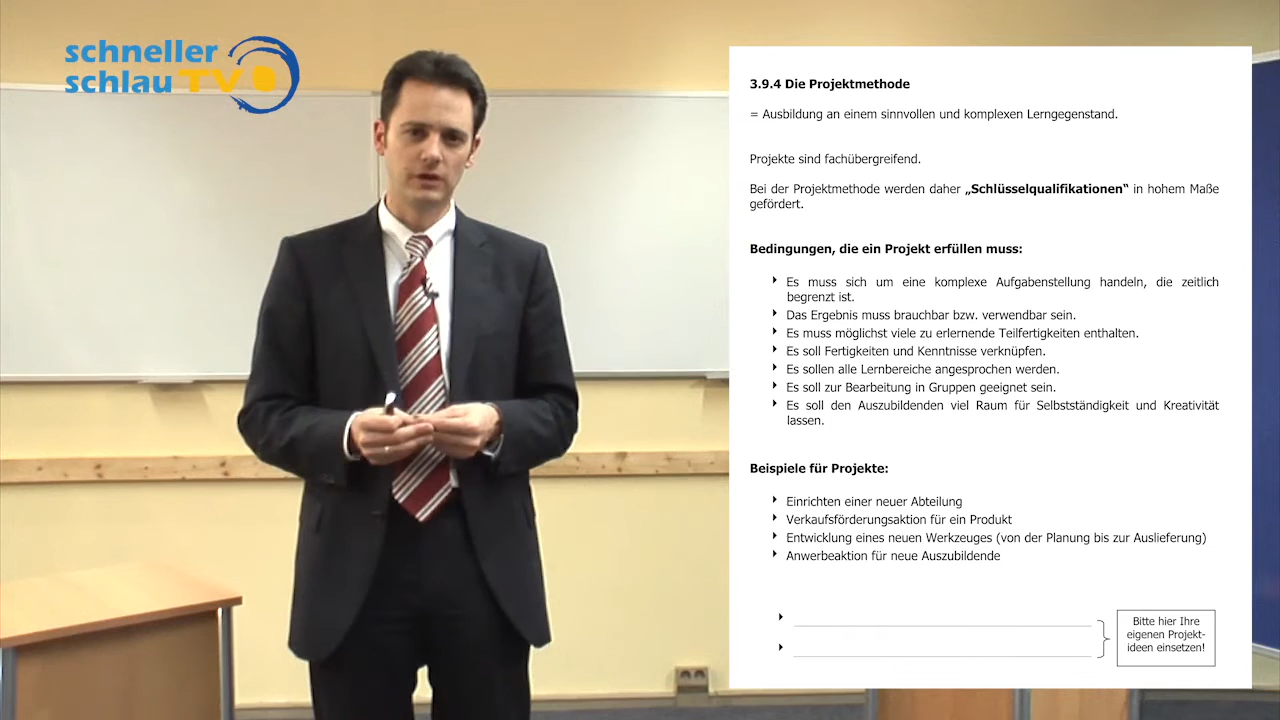 schneller
schlau TV
3.9.4 Die Projektmethode
= Ausbildung an einem sinnvollen und komplexen Lerngegenstand.
Projekte sind fachübergreifend.
Bei der Projektmethode werden daher „Schlüsselqualifikationen“ in hohem Maße
gefördert.
Bedingungen, die ein Projekt erfüllen muss:
Es muss sich um eine komplexe Aufgabenstellung handeln, die zeitlich
begrenzt ist.
Das Ergebnis muss brauchbar bzw. verwendbar sein.
Es muss möglichst viele zu erlernende Teilfertigkeiten enthalten.
Es soll Fertigkeiten und Kenntnisse verknüpfen.
Es sollen alle Lernbereiche angesprochen werden.
Es soll zur Bearbeitung in Gruppen geeignet sein.
Es soll den Auszubildenden viel Raum für Selbstständigkeit und Kreativität
lassen.
Beispiele für Projekte:
Einrichten einer neuer Abteilung
Verkaufsförderungsaktion für ein Produkt
Entwicklung eines neuen Werkzeuges (von der Planung bis zur Auslieferung)
Anwerbeaktion für neue Auszubildende
Bitte hier Ihre
eigenen Projekt-
ideen einsetzen!